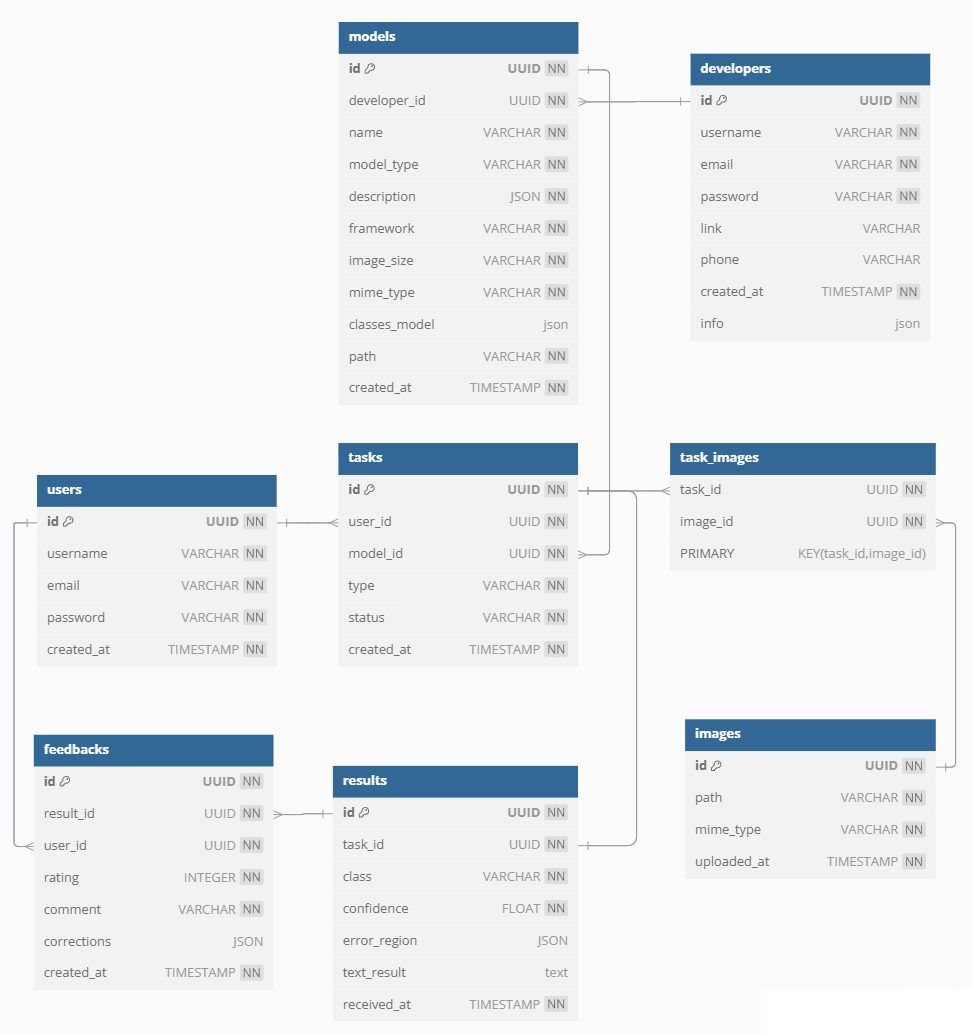 models
id UUID NN
developer_id UUID NN
name VARCHAR NN
model_type VARCHAR NN
description JSON NN
framework VARCHAR NN
image_size VARCHAR NN
mime_type VARCHAR NN
classes_model json
path VARCHAR NN
created_at TIMESTAMP NN
developers
id UUID NN
username VARCHAR NN
email VARCHAR NN
password VARCHAR NN
link VARCHAR
phone VARCHAR
created_at TIMESTAMP NN
info json
users
id UUID NN
username VARCHAR NN
email VARCHAR NN
password VARCHAR NN
created_at TIMESTAMP NN
tasks
id UUID NN
user_id UUID NN
model_id UUID NN
type VARCHAR NN
status VARCHAR NN
created_at TIMESTAMP NN
task_images
task_id UUID NN
image_id UUID NN
PRIMARY KEY(task_id,image_id)
feedbacks
id UUID NN
result_id UUID NN
user_id UUID NN
rating INTEGER NN
comment VARCHAR NN
corrections JSON
created_at TIMESTAMP NN
results
id UUID NN
task_id UUID NN
class VARCHAR NN
confidence FLOAT NN
error_region JSON
text_result text
received_at TIMESTAMP NN
images
id UUID NN
path VARCHAR NN
mime_type VARCHAR NN
uploaded_at TIMESTAMP NN